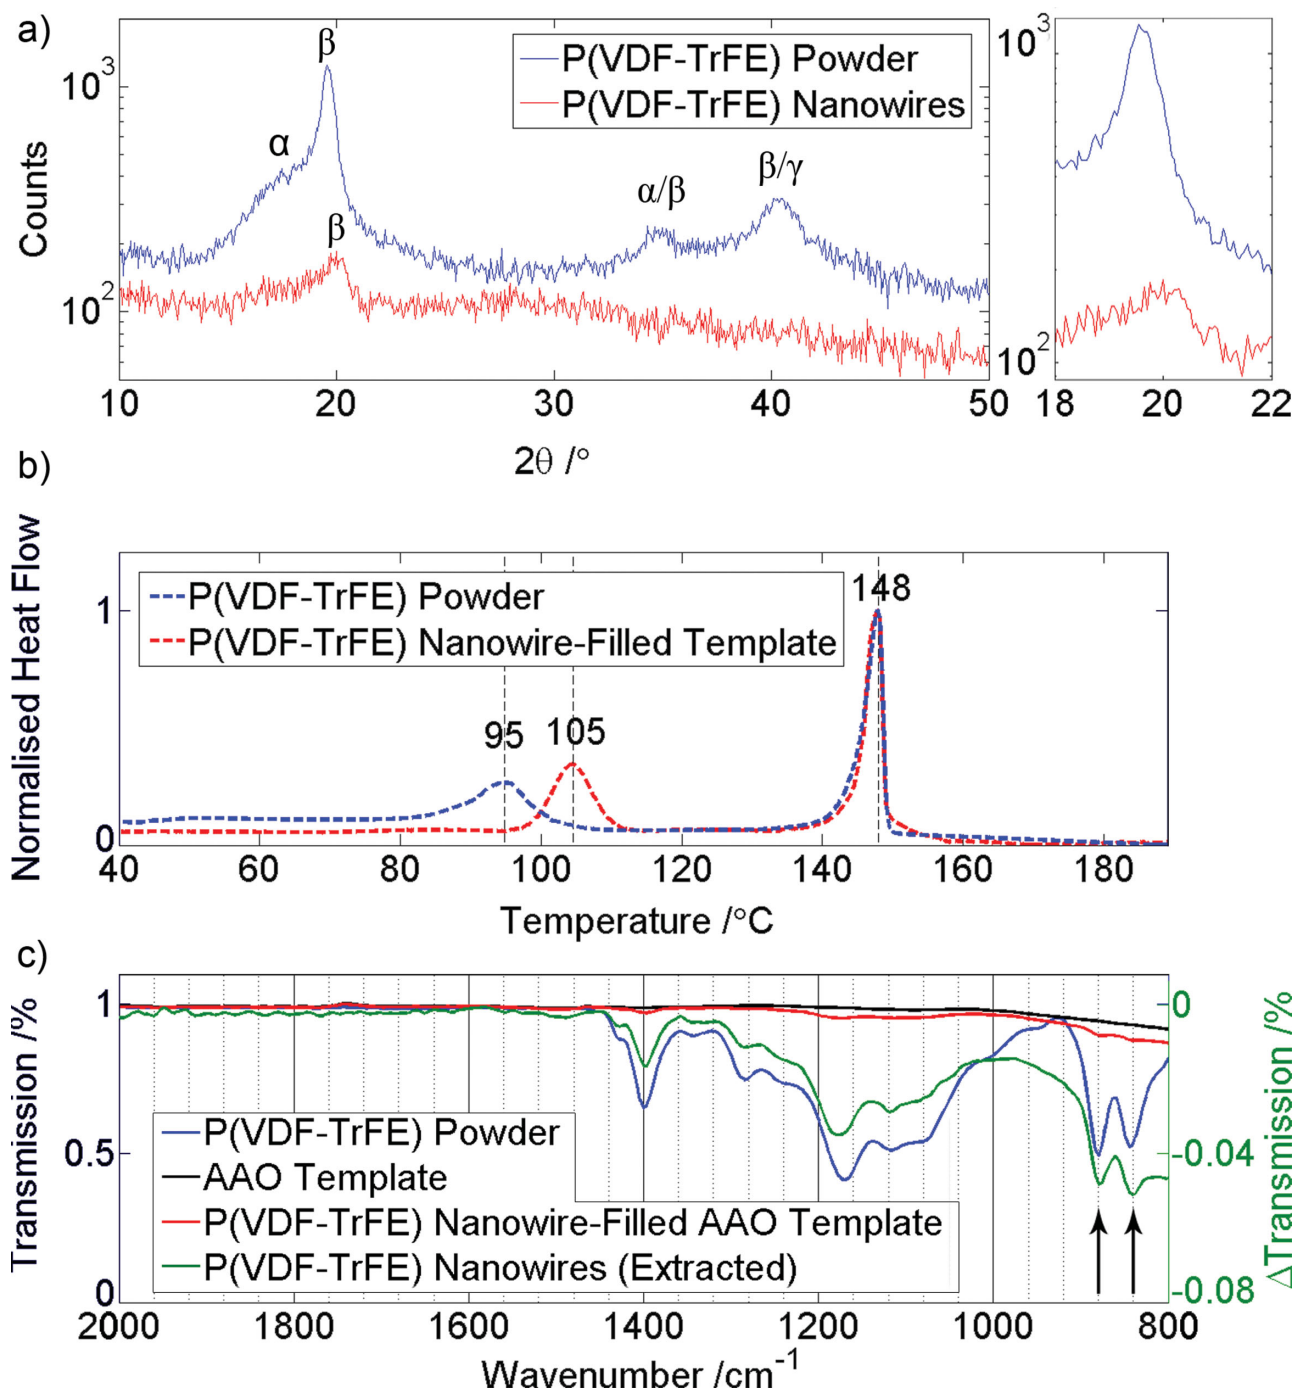 a)
Counts
10³
10²
β
α
β
α/β
β/γ
P(VDF-TrFE) Powder
P(VDF-TrFE) Nanowires
10 20 30 40 50
2θ /°
10³
10²
18 20 22
b)
Normalised Heat Flow
1
0
P(VDF-TrFE) Powder
P(VDF-TrFE) Nanowire-Filled Template
95 105 148
40 60 80 100 120 140 160 180
Temperature /°C
c)
Transmission /%
1
0.5
0
P(VDF-TrFE) Powder
AAO Template
P(VDF-TrFE) Nanowire-Filled AAO Template
P(VDF-TrFE) Nanowires (Extracted)
0
-0.04
-0.08
ΔTransmission /%
2000 1800 1600 1400 1200 1000 800
Wavenumber /cm⁻¹